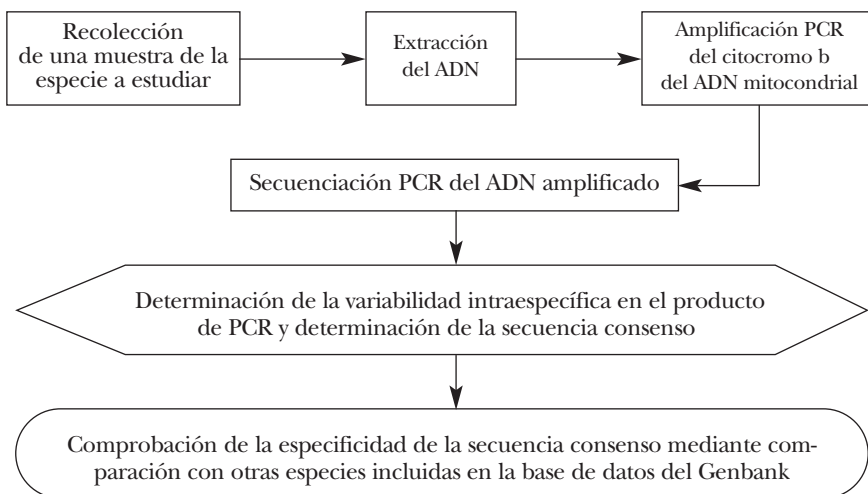 Recolección
de una muestra de la
especie a estudiar
Extracción
del ADN
Amplificación PCR
del citocromo b
del ADN mitocondrial
Secuenciación PCR del ADN amplificado
Determinación de la variabilidad intraespecífica en el producto
de PCR y determinación de la secuencia consenso
Comprobación de la especificidad de la secuencia consenso mediante com-
paración con otras especies incluidas en la base de datos del Genbank